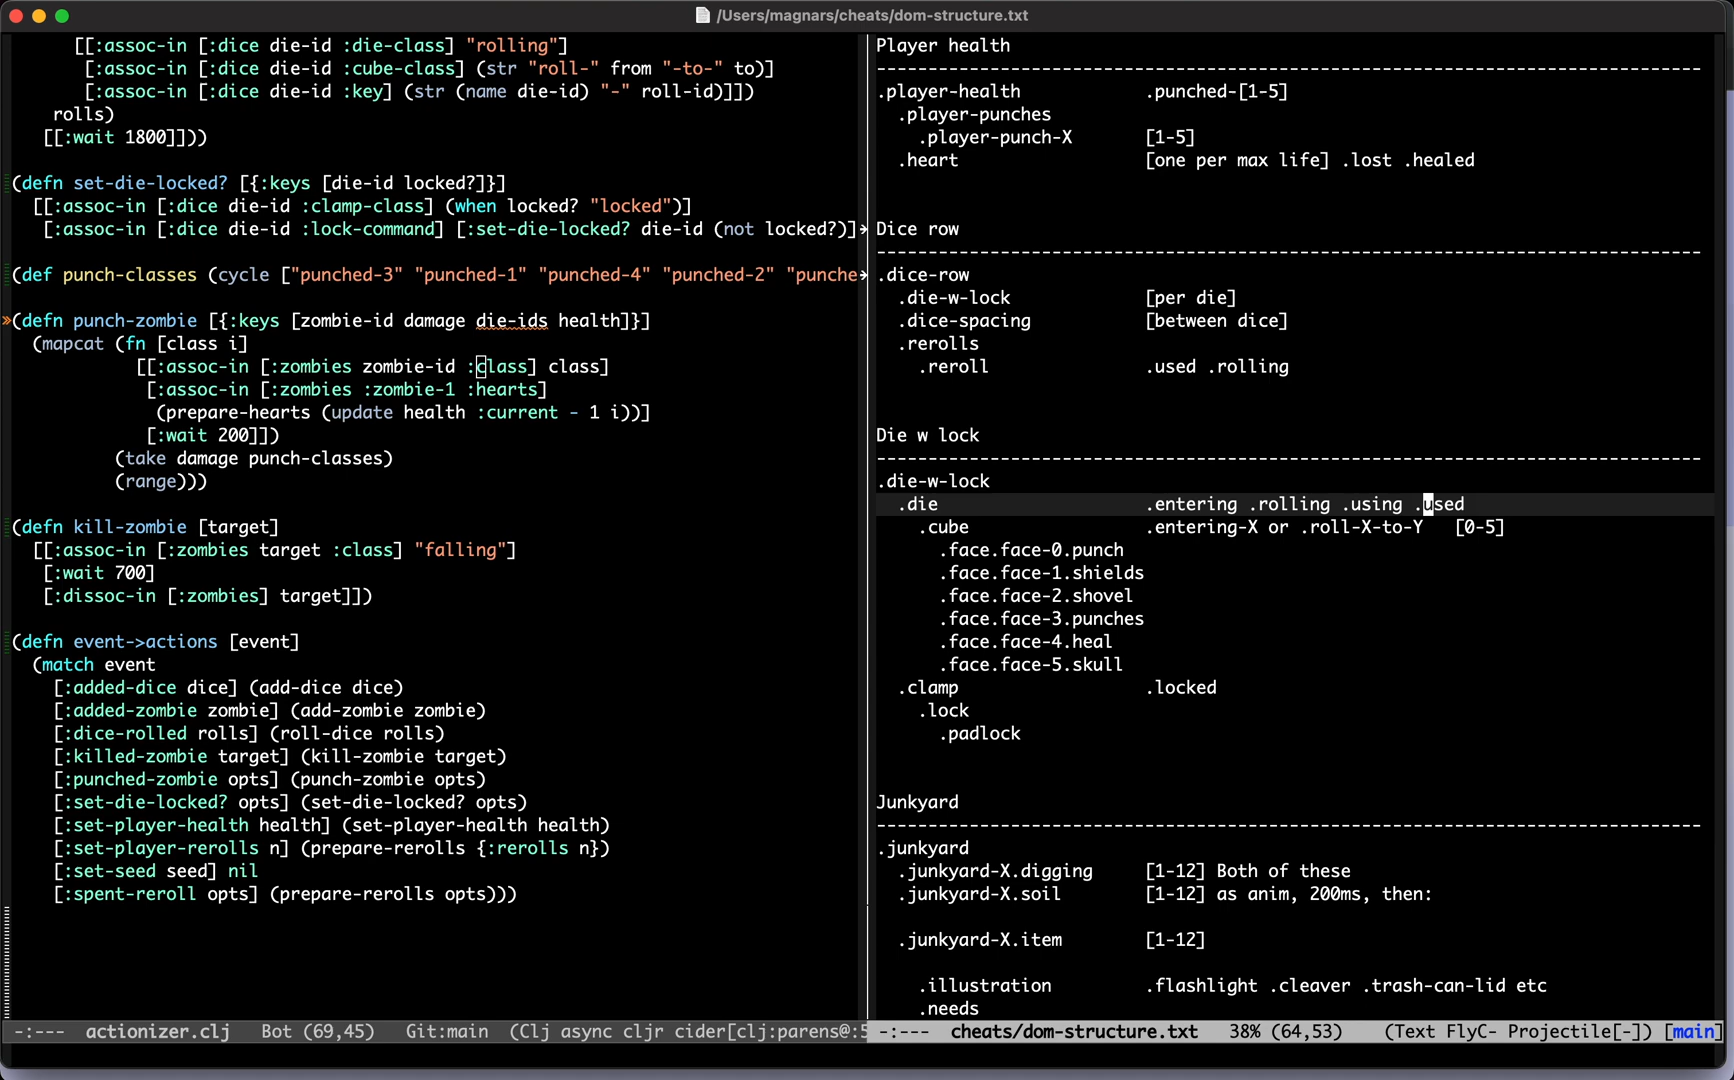 /Users/magnars/cheats/dom-structure.txt
[[:assoc-in [:dice die-id :die-class] "rolling"]
[:assoc-in [:dice die-id :cube-class] (str "roll-" from "-to-" to)]
[:assoc-in [:dice die-id :key] (str (name die-id) "-" roll-id)]])
rolls)
[[:wait 1800]]))
(defn set-die-locked? [{:keys [die-id locked?]}]
[[:assoc-in [:dice die-id :clamp-class] (when locked? "locked")]
[:assoc-in [:dice die-id :lock-command] [:set-die-locked? die-id (not locked?)]
(def punch-classes (cycle ["punched-3" "punched-1" "punched-4" "punched-2" "punche
(defn punch-zombie [{:keys [zombie-id damage die-ids health]}]
(mapcat (fn [class i]
[[:assoc-in [:zombies zombie-id :class] class]
[:assoc-in [:zombies :zombie-1 :hearts]
(prepare-hearts (update health :current - 1 i))]
[:wait 200]])
(take damage punch-classes)
(range)))
(defn kill-zombie [target]
[[:assoc-in [:zombies target :class] "falling"]
[:wait 700]
[:dissoc-in [:zombies] target]])
(defn event->actions [event]
(match event
[:added-dice dice] (add-dice dice)
[:added-zombie zombie] (add-zombie zombie)
[:dice-rolled rolls] (roll-dice rolls)
[:killed-zombie target] (kill-zombie target)
[:punched-zombie opts] (punch-zombie opts)
[:set-die-locked? opts] (set-die-locked? opts)
[:set-player-health health] (set-player-health health)
[:set-player-rerolls n] (prepare-rerolls {:rerolls n})
[:set-seed seed] nil
[:spent-reroll opts] (prepare-rerolls opts)))
-:--- actionizer.clj Bot (69,45) Git:main (Clj async cljr cider[clj:parens@:5
Player health
--------------------------------------------------------------------------------
.player-health .punched-[1-5]
.player-punches
.player-punch-X [1-5]
.heart [one per max life] .lost .healed
Dice row
--------------------------------------------------------------------------------
.dice-row
.die-w-lock [per die]
.dice-spacing [between dice]
.rerolls
.reroll .used .rolling
Die w lock
--------------------------------------------------------------------------------
.die-w-lock
.die .entering .rolling .using .used
.cube .entering-X or .roll-X-to-Y [0-5]
.face.face-0.punch
.face.face-1.shields
.face.face-2.shovel
.face.face-3.punches
.face.face-4.heal
.face.face-5.skull
.clamp .locked
.lock
.padlock
Junkyard
--------------------------------------------------------------------------------
.junkyard
.junkyard-X.digging [1-12] Both of these
.junkyard-X.soil [1-12] as anim, 200ms, then:
.junkyard-X.item [1-12]
.illustration .flashlight .cleaver .trash-can-lid etc
.needs
-:--- cheats/dom-structure.txt 38% (64,53) (Text FlyC- Projectile[-]) [main]